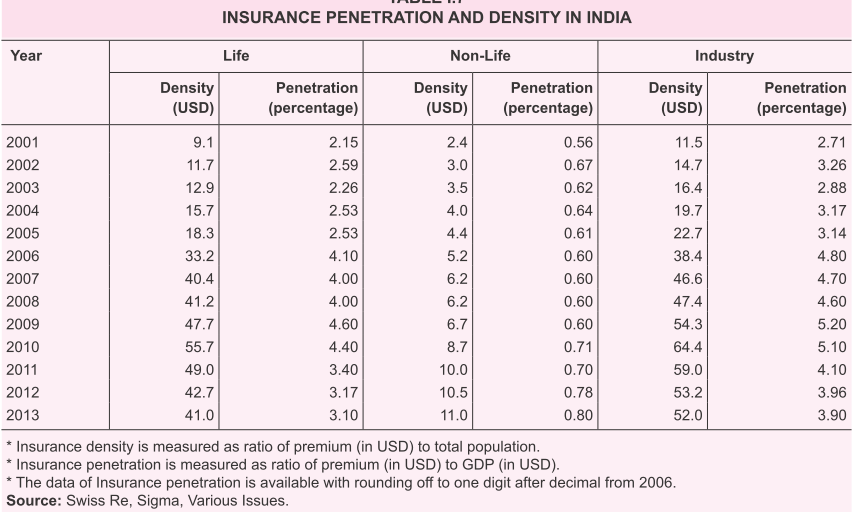 INSURANCE PENETRATION AND DENSITY IN INDIA
Year Life Non-Life Industry
Density (USD) Penetration (percentage) Density (USD) Penetration (percentage) Density (USD) Penetration (percentage)
2001 9.1 2.15 2.4 0.56 11.5 2.71
2002 11.7 2.59 3.0 0.67 14.7 3.26
2003 12.9 2.26 3.5 0.62 16.4 2.88
2004 15.7 2.53 4.0 0.64 19.7 3.17
2005 18.3 2.53 4.4 0.61 22.7 3.14
2006 33.2 4.10 5.2 0.60 38.4 4.80
2007 40.4 4.00 6.2 0.60 46.6 4.70
2008 41.2 4.00 6.2 0.60 47.4 4.60
2009 47.7 4.60 6.7 0.60 54.3 5.20
2010 55.7 4.40 8.7 0.71 64.4 5.10
2011 49.0 3.40 10.0 0.70 59.0 4.10
2012 42.7 3.17 10.5 0.78 53.2 3.96
2013 41.0 3.10 11.0 0.80 52.0 3.90
* Insurance density is measured as ratio of premium (in USD) to total population.
* Insurance penetration is measured as ratio of premium (in USD) to GDP (in USD).
* The data of Insurance penetration is available with rounding off to one digit after decimal from 2006.
Source: Swiss Re, Sigma, Various Issues.